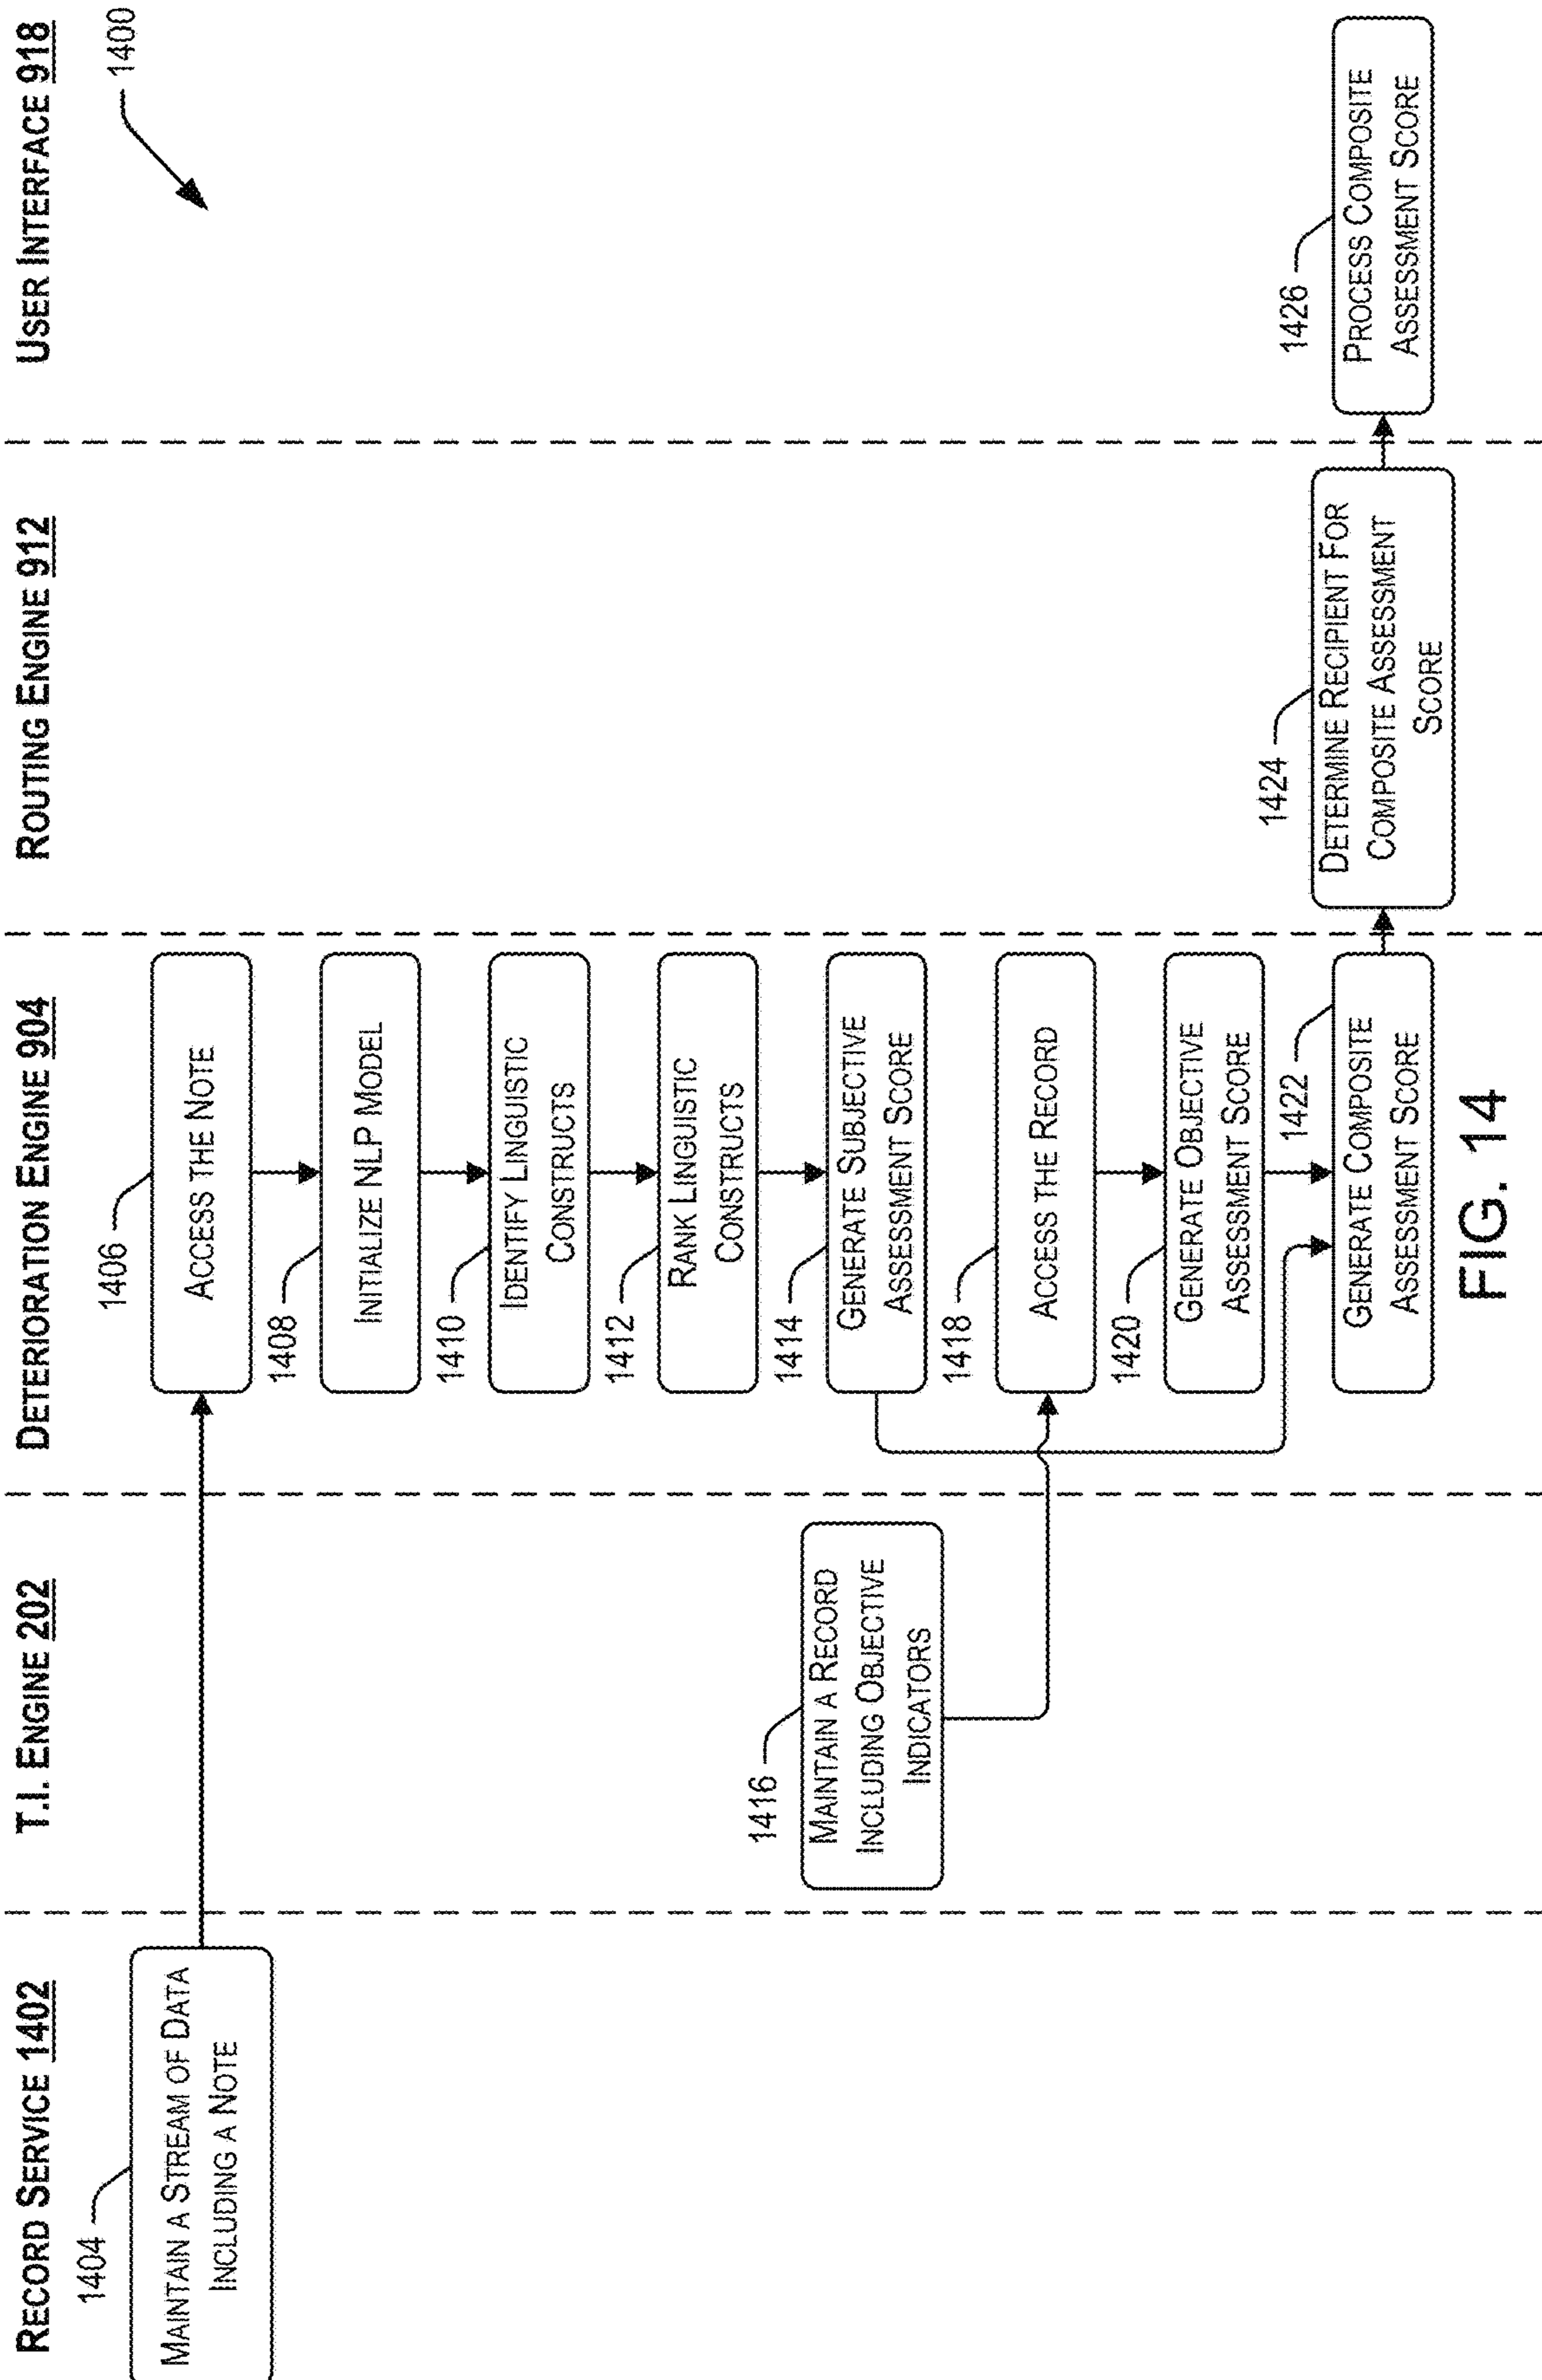 RECORD SERVICE 1402
T.I. ENGINE 202
DETERIORATION ENGINE 904
ROUTING ENGINE 912
USER INTERFACE 918
1400
1404
MAINTAIN A STREAM OF DATA
INCLUDING A NOTE
1406
ACCESS THE NOTE
1408
INITIALIZE NLP MODEL
1410
IDENTIFY LINGUISTIC
CONSTRUCTS
1412
RANK LINGUISTIC
CONSTRUCTS
1414
GENERATE SUBJECTIVE
ASSESSMENT SCORE
1416
MAINTAIN A RECORD
INCLUDING OBJECTIVE
INDICATORS
1418
ACCESS THE RECORD
1420
GENERATE OBJECTIVE
ASSESSMENT SCORE
1422
GENERATE COMPOSITE
ASSESSMENT SCORE
1424
DETERMINE RECIPIENT FOR
COMPOSITE ASSESSMENT
SCORE
1426
PROCESS COMPOSITE
ASSESSMENT SCORE
FIG. 14